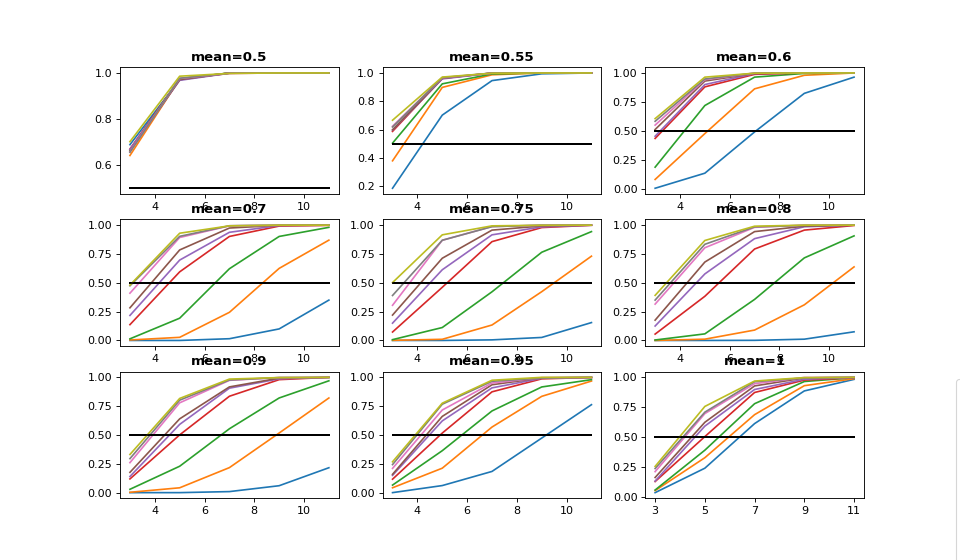 mean=0.5 mean=0.55 mean=0.6
1.0 1.0 1.00
0.8 0.8 0.75
0.6 0.50
0.6 0.4 0.25
0.2 0.00
4 6 8 10 4 6 8 10 4 6 8 10
mean=0.7 mean=0.75 mean=0.8
1.00 1.00 1.00
0.75 0.75 0.75
0.50 0.50 0.50
0.25 0.25 0.25
0.00 0.00 0.00
4 6 8 10 4 6 8 10 4 6 8 10
mean=0.9 mean=0.95 mean=1
1.00 1.00 1.00
0.75 0.75 0.75
0.50 0.50 0.50
0.25 0.25 0.25
0.00 0.00 0.00
4 6 8 10 4 6 8 10 3 5 7 9 11